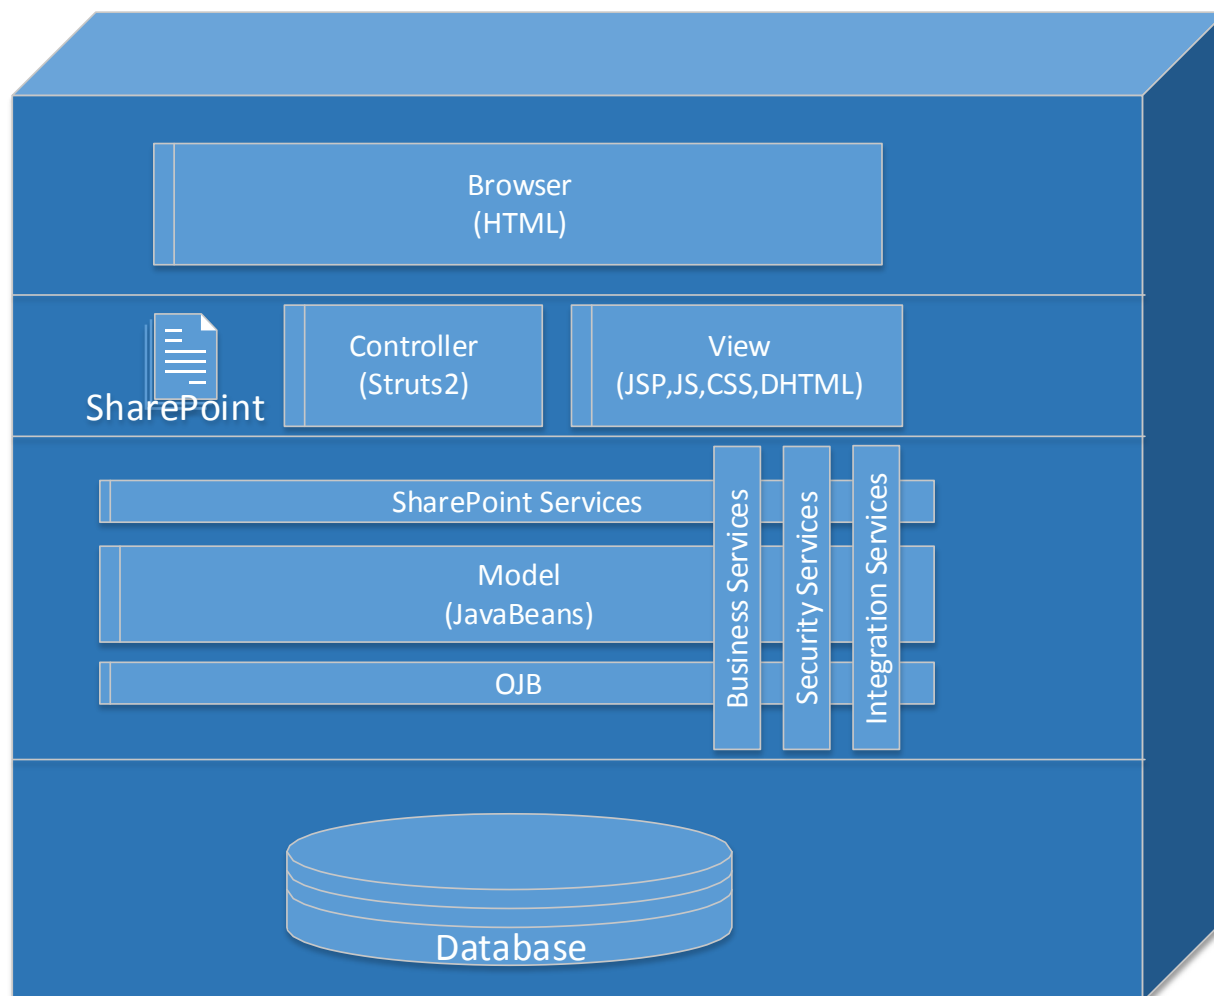 Browser
(HTML)
SharePoint
Controller
(Struts2)
View
(JSP,JS,CSS,DHTML)
SharePoint Services
Model
(JavaBeans)
OJB
Business Services
Security Services
Integration Services
Database